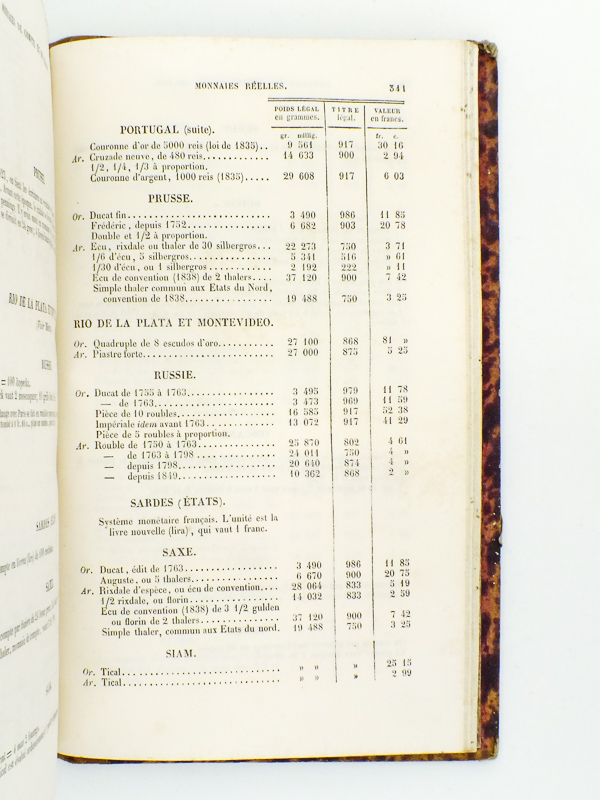 MONNAIES RÉELLES. 341
POIDS LÉGAL TITRE VALEUR
en grammes. légal. en francs.
gr. millig. fr. c.
PORTUGAL (suite).
Couronne d'or de 5000 reis (loi de 1835).. 9 561 917 30 16
Ar. Cruzade neuve, de 480 reis............ 14 633 900 2 94
1/2, 1/4, 1/3 à proportion.
Couronne d'argent, 1000 reis (1835)..... 29 608 917 6 03
PRUSSE.
Or. Ducat fin.......................... 3 490 986 11 85
Frédéric, depuis 1752................. 6 682 903 20 78
Double et 1/2 à proportion.
Ar. Écu, rixdale ou thaler de 30 silbergros... 22 273 750 3 71
1/6 d'écu, 5 silbergros............... 5 341 516 » 61
1/30 d'écu, ou 1 silbergros........... 2 192 222 » 11
Écu de convention (1838) de 2 thalers.... 37 120 900 7 42
Simple thaler commun aux Etats du Nord,
convention de 1838................. 19 488 750 3 25
RIO DE LA PLATA ET MONTEVIDEO.
Or. Quadruple de 8 escudos d'oro........... 27 100 868 81 »
Ar. Piastre forte....................... 27 000 875 5 25
RUSSIE.
Or. Ducat de 1755 à 1763................. 3 495 979 11 78
— de 1763..................... 3 473 969 11 59
Pièce de 10 roubles................... 16 585 917 52 38
Impériale idem avant 1763............. 13 072 917 41 29
Pièce de 5 roubles à proportion.
Ar. Rouble de 1750 à 1763................ 25 870 802 4 61
— de 1763 à 1798 ............... 24 011 750 4 »
— depuis 1798................... 20 640 874 4 »
— depuis 1849................... 10 362 868 2 »
SARDES (ÉTATS).
Système monétaire français. L'unité est la
livre nouvelle (lira), qui vaut 1 franc.
SAXE.
Or. Ducat, édit de 1763................... 3 490 986 11 85
Auguste, ou 5 thalers................. 6 670 900 20 75
Ar. Rixdale d'espèce, ou écu de convention.... 28 064 833 5 19
1/2 rixdale, ou florin................. 14 032 833 2 59
Écu de convention (1838) de 3 1/2 gulden
ou florin de 2 thalers............... 37 120 900 7 42
Simple thaler, commun aux Etats du nord. 19 488 750 3 25
SIAM.
Or. Tical............................. » » » 25 15
Ar. Tical............................. » » » 2 99